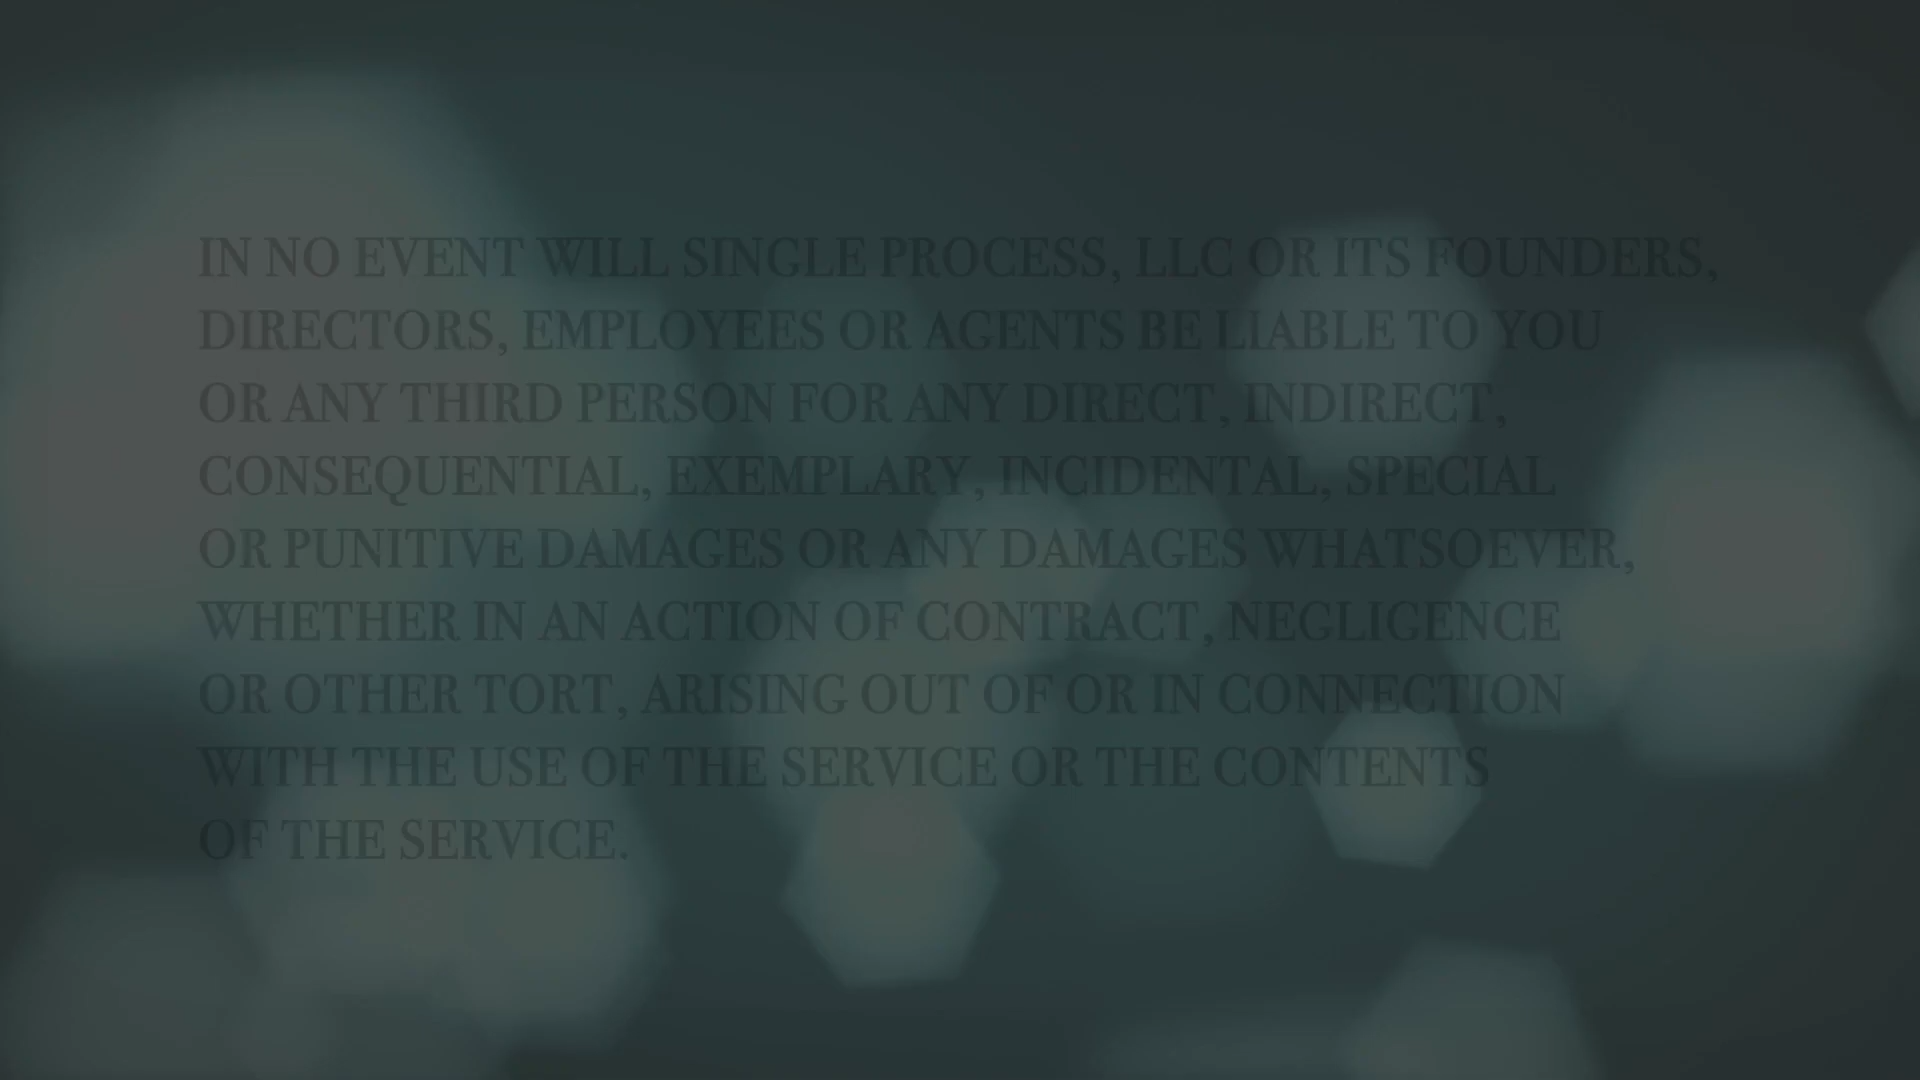 IN NO EVENT WILL SINGLE PROCESS, LLC OR ITS FOUNDERS,
DIRECTORS, EMPLOYEES OR AGENTS BE LIABLE TO YOU
OR ANY THIRD PERSON FOR ANY DIRECT, INDIRECT,
CONSEQUENTIAL, EXEMPLARY, INCIDENTAL, SPECIAL
OR PUNITIVE DAMAGES OR ANY DAMAGES WHATSOEVER,
WHETHER IN AN ACTION OF CONTRACT, NEGLIGENCE
OR OTHER TORT, ARISING OUT OF OR IN CONNECTION
WITH THE USE OF THE SERVICE OR THE CONTENTS
OF THE SERVICE.